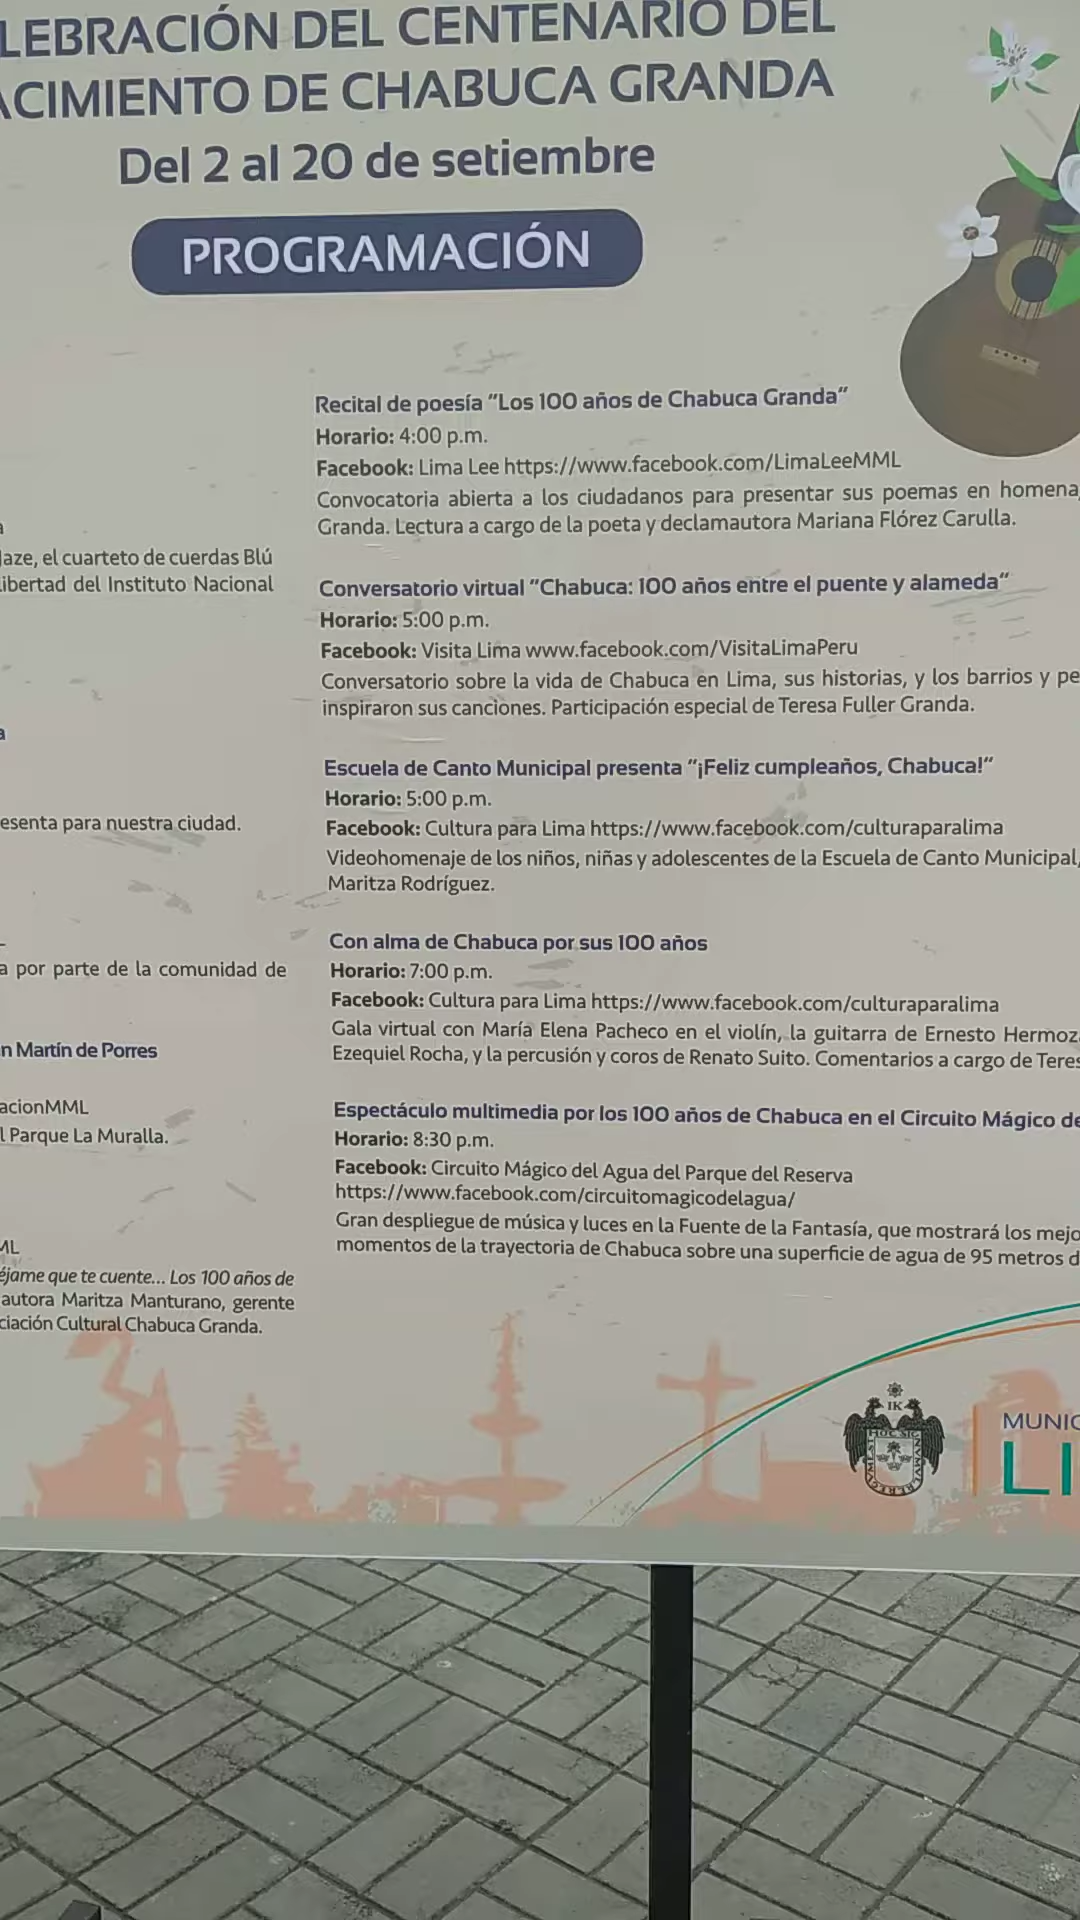 LEBRACIÓN DEL CENTENARIO DEL
ACIMIENTO DE CHABUCA GRANDA
Del 2 al 20 de setiembre
PROGRAMACIÓN
a
Jaze, el cuarteto de cuerdas Blú
ibertad del Instituto Nacional
a
esenta para nuestra ciudad.
a por parte de la comunidad de
n Martín de Porres
acionMML
l Parque La Muralla.
ML
éjame que te cuente... Los 100 años de
autora Maritza Manturano, gerente
ciación Cultural Chabuca Granda.
Recital de poesía “Los 100 años de Chabuca Granda”
Horario: 4:00 p.m.
Facebook: Lima Lee https://www.facebook.com/LimaLeeMML
Convocatoria abierta a los ciudadanos para presentar sus poemas en homena
Granda. Lectura a cargo de la poeta y declamautora Mariana Flórez Carulla.
Conversatorio virtual “Chabuca: 100 años entre el puente y alameda”
Horario: 5:00 p.m.
Facebook: Visita Lima www.facebook.com/VisitaLimaPeru
Conversatorio sobre la vida de Chabuca en Lima, sus historias, y los barrios y pe
inspiraron sus canciones. Participación especial de Teresa Fuller Granda.
Escuela de Canto Municipal presenta “¡Feliz cumpleaños, Chabuca!”
Horario: 5:00 p.m.
Facebook: Cultura para Lima https://www.facebook.com/culturaparalima
Videohomenaje de los niños, niñas y adolescentes de la Escuela de Canto Municipal,
Maritza Rodríguez.
Con alma de Chabuca por sus 100 años
Horario: 7:00 p.m.
Facebook: Cultura para Lima https://www.facebook.com/culturaparalima
Gala virtual con María Elena Pacheco en el violín, la guitarra de Ernesto Hermoz
Ezequiel Rocha, y la percusión y coros de Renato Suito. Comentarios a cargo de Teres
Espectáculo multimedia por los 100 años de Chabuca en el Circuito Mágico de
Horario: 8:30 p.m.
Facebook: Circuito Mágico del Agua del Parque del Reserva
https://www.facebook.com/circuitomagicodelagua/
Gran despliegue de música y luces en la Fuente de la Fantasía, que mostrará los mejo
momentos de la trayectoria de Chabuca sobre una superficie de agua de 95 metros d
IK
MUNIC
LI